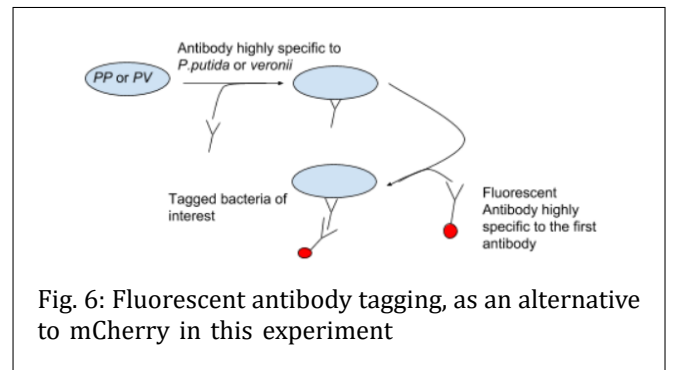 Antibody highly specific to
P.putida or veronii
PP or PV
Tagged bacteria of
interest
Fluorescent
Antibody highly
specific to the first
antibody
Fig. 6: Fluorescent antibody tagging, as an alternative
to mCherry in this experiment